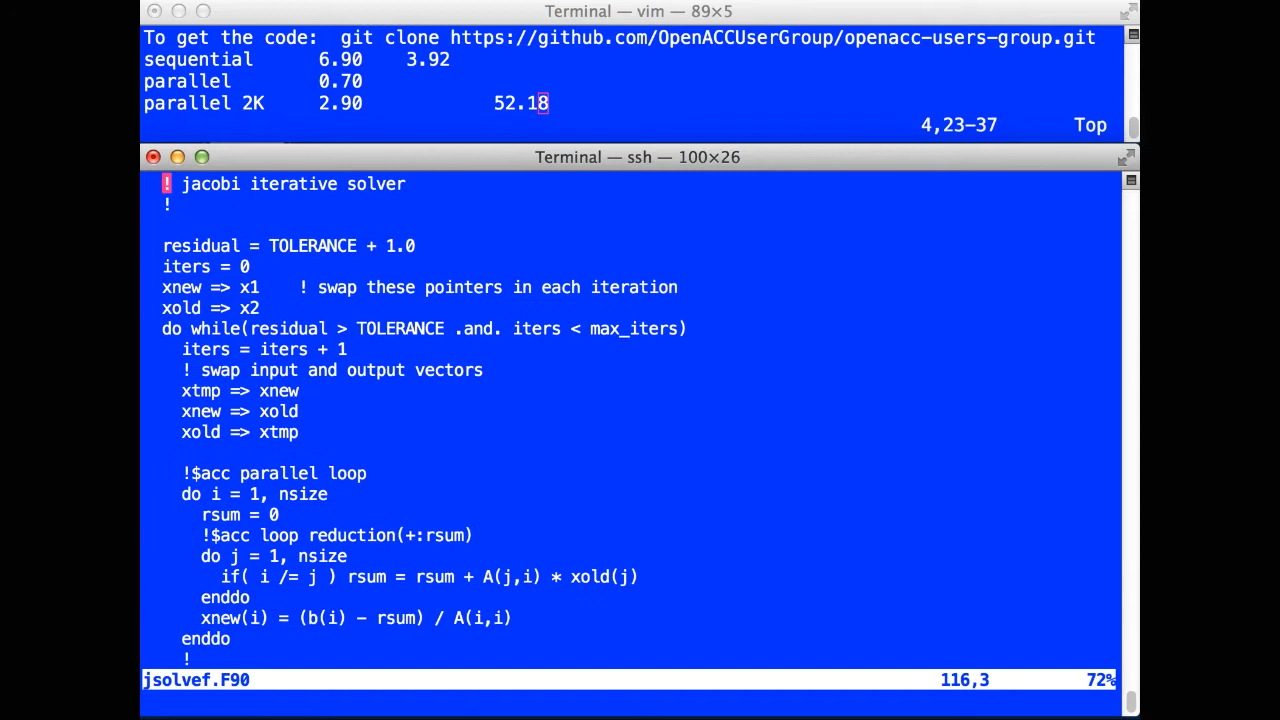 Terminal — vim — 89×5
To get the code:  git clone https://github.com/OpenACCUserGroup/openacc-users-group.git
sequential       6.90    3.92
parallel         0.70
parallel 2K      2.90             52.18
4,23-37        Top
Terminal — ssh — 100×26
  ! jacobi iterative solver
  !
  residual = TOLERANCE + 1.0
  iters = 0
  xnew => x1    ! swap these pointers in each iteration
  xold => x2
  do while(residual > TOLERANCE .and. iters < max_iters)
    iters = iters + 1
    ! swap input and output vectors
    xtmp => xnew
    xnew => xold
    xold => xtmp
    !$acc parallel loop
    do i = 1, nsize
      rsum = 0
      !$acc loop reduction(+:rsum)
      do j = 1, nsize
        if( i /= j ) rsum = rsum + A(j,i) * xold(j)
      enddo
      xnew(i) = (b(i) - rsum) / A(i,i)
    enddo
    !
jsolvef.F90                                                                       116,3          72%